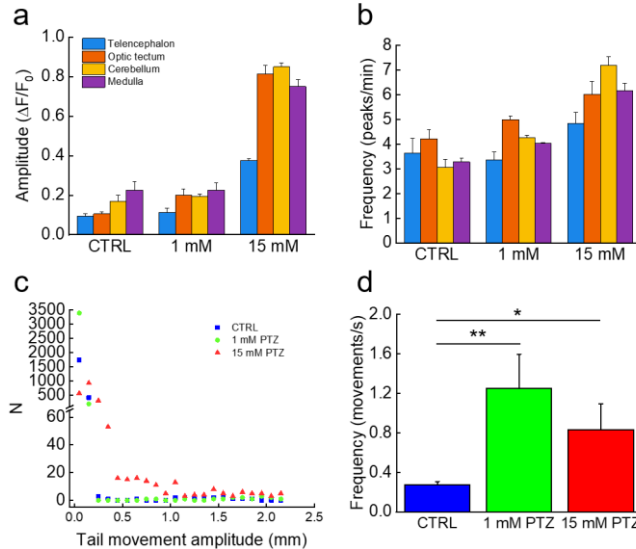 a
Amplitude (ΔF/F₀)
1.0
0.8
0.6
0.4
0.2
0.0
Telencephalon
Optic tectum
Cerebellum
Medulla
CTRL 1 mM 15 mM
b
Frequency (peaks/min)
8
7
6
5
4
3
2
1
0
CTRL 1 mM 15 mM
c
N
3500
3000
2500
2000
1500
1000
500
60
40
20
0
CTRL
1 mM PTZ
15 mM PTZ
0.0 0.5 1.0 1.5 2.0 2.5
Tail movement amplitude (mm)
d
Frequency (movements/s)
2.0
1.6
1.2
0.8
0.4
0.0
*
**
CTRL 1 mM PTZ 15 mM PTZ